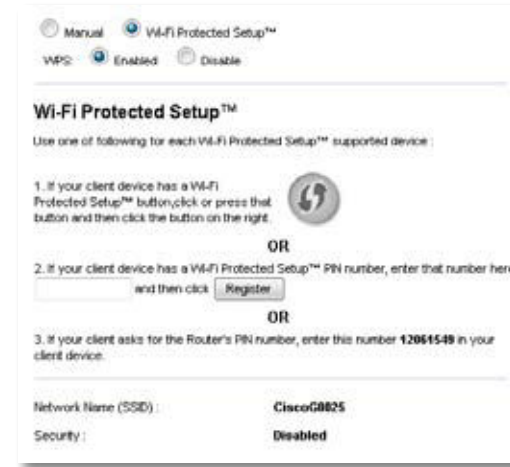 Manual Wi-Fi Protected Setup™
WPS: Enabled Disable
Wi-Fi Protected Setup™
Use one of following for each Wi-Fi Protected Setup™ supported device :
1. If your client device has a Wi-Fi
Protected Setup™ button,click or press that
button and then click the button on the right.
OR
2. If your client device has a Wi-Fi Protected Setup™ PIN number, enter that number here
and then click Register
OR
3. If your client asks for the Router's PIN number, enter this number 12061549 in your
client device.
Network Name (SSID) : CiscoG0025
Security : Disabled